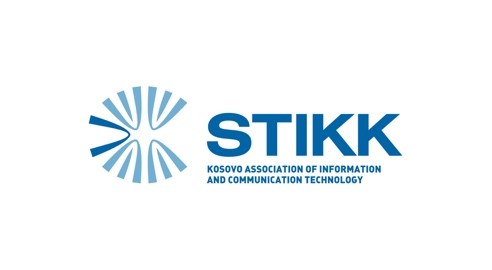 STIKK
KOSOVO ASSOCIATION OF INFORMATION
AND COMMUNICATION TECHNOLOGY